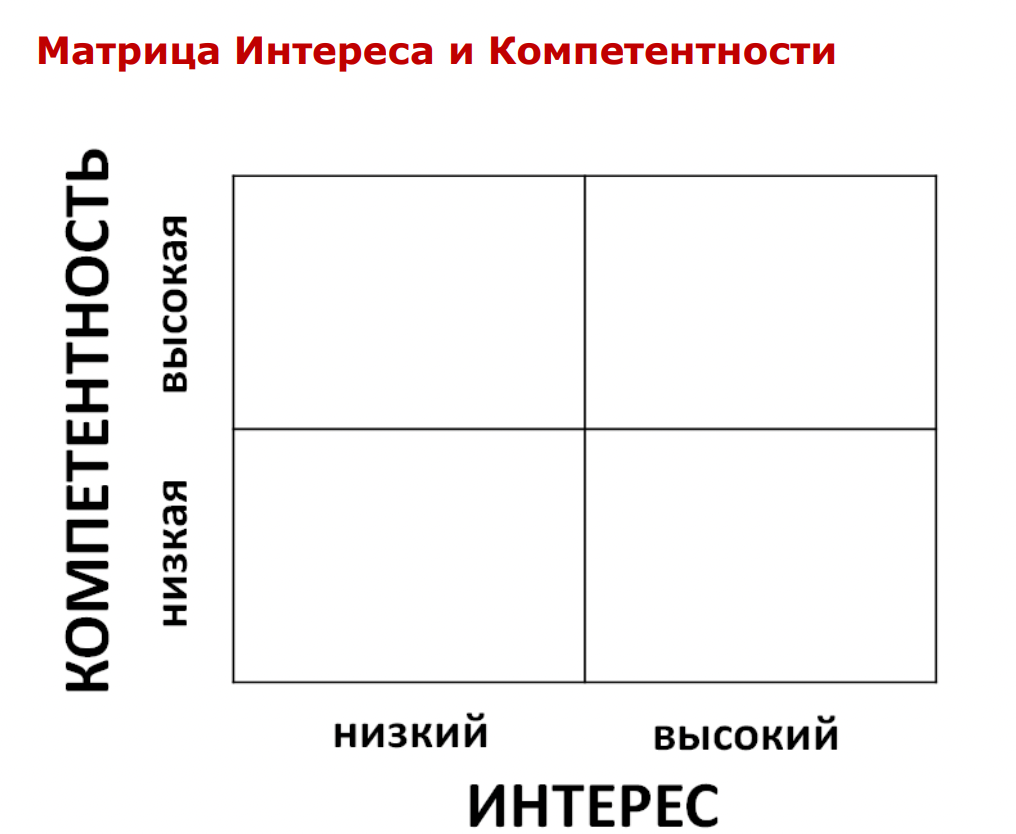 Матрица Интереса и Компетентности
КОМПЕТЕНТНОСТЬ
высокая
низкая
низкий
высокий
ИНТЕРЕС